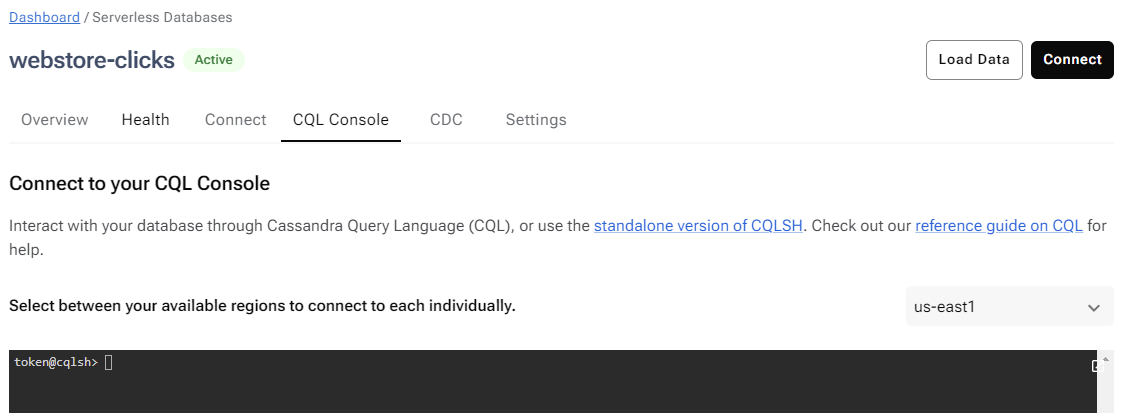 Dashboard / Serverless Databases
webstore-clicks Active Load Data Connect
Overview Health Connect CQL Console CDC Settings
Connect to your CQL Console
Interact with your database through Cassandra Query Language (CQL), or use the standalone version of CQLSH. Check out our reference guide on CQL for
help.
Select between your available regions to connect to each individually. us-east1
token@cqlsh>